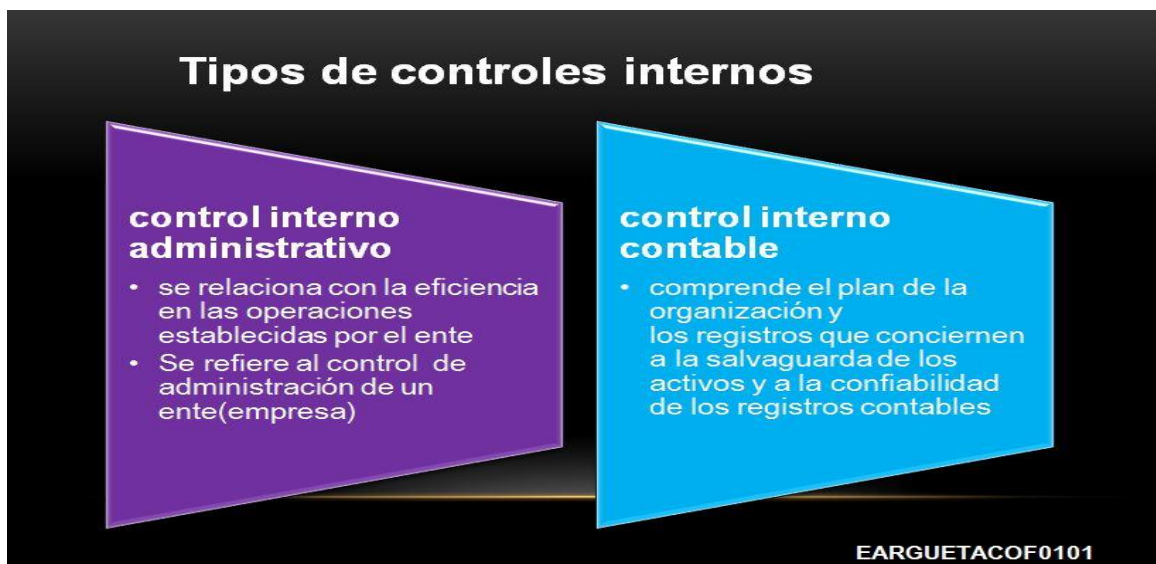 Tipos de controles internos
control interno
administrativo
• se relaciona con la eficiencia
en las operaciones
establecidas por el ente
• Se refiere al control de
administración de un
ente(empresa)
control interno
contable
• comprende el plan de la
organización y
los registros que conciernen
a la salvaguarda de los
activos y a la confiabilidad
de los registros contables
EARGUETACOF0101